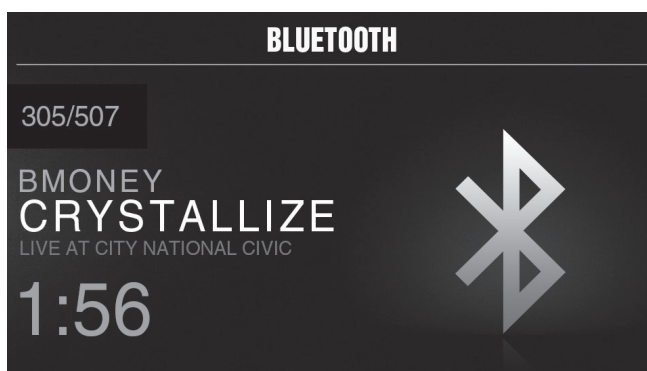 BLUETOOTH
305/507
BMONEY
CRYSTALLIZE
LIVE AT CITY NATIONAL CIVIC
1:56